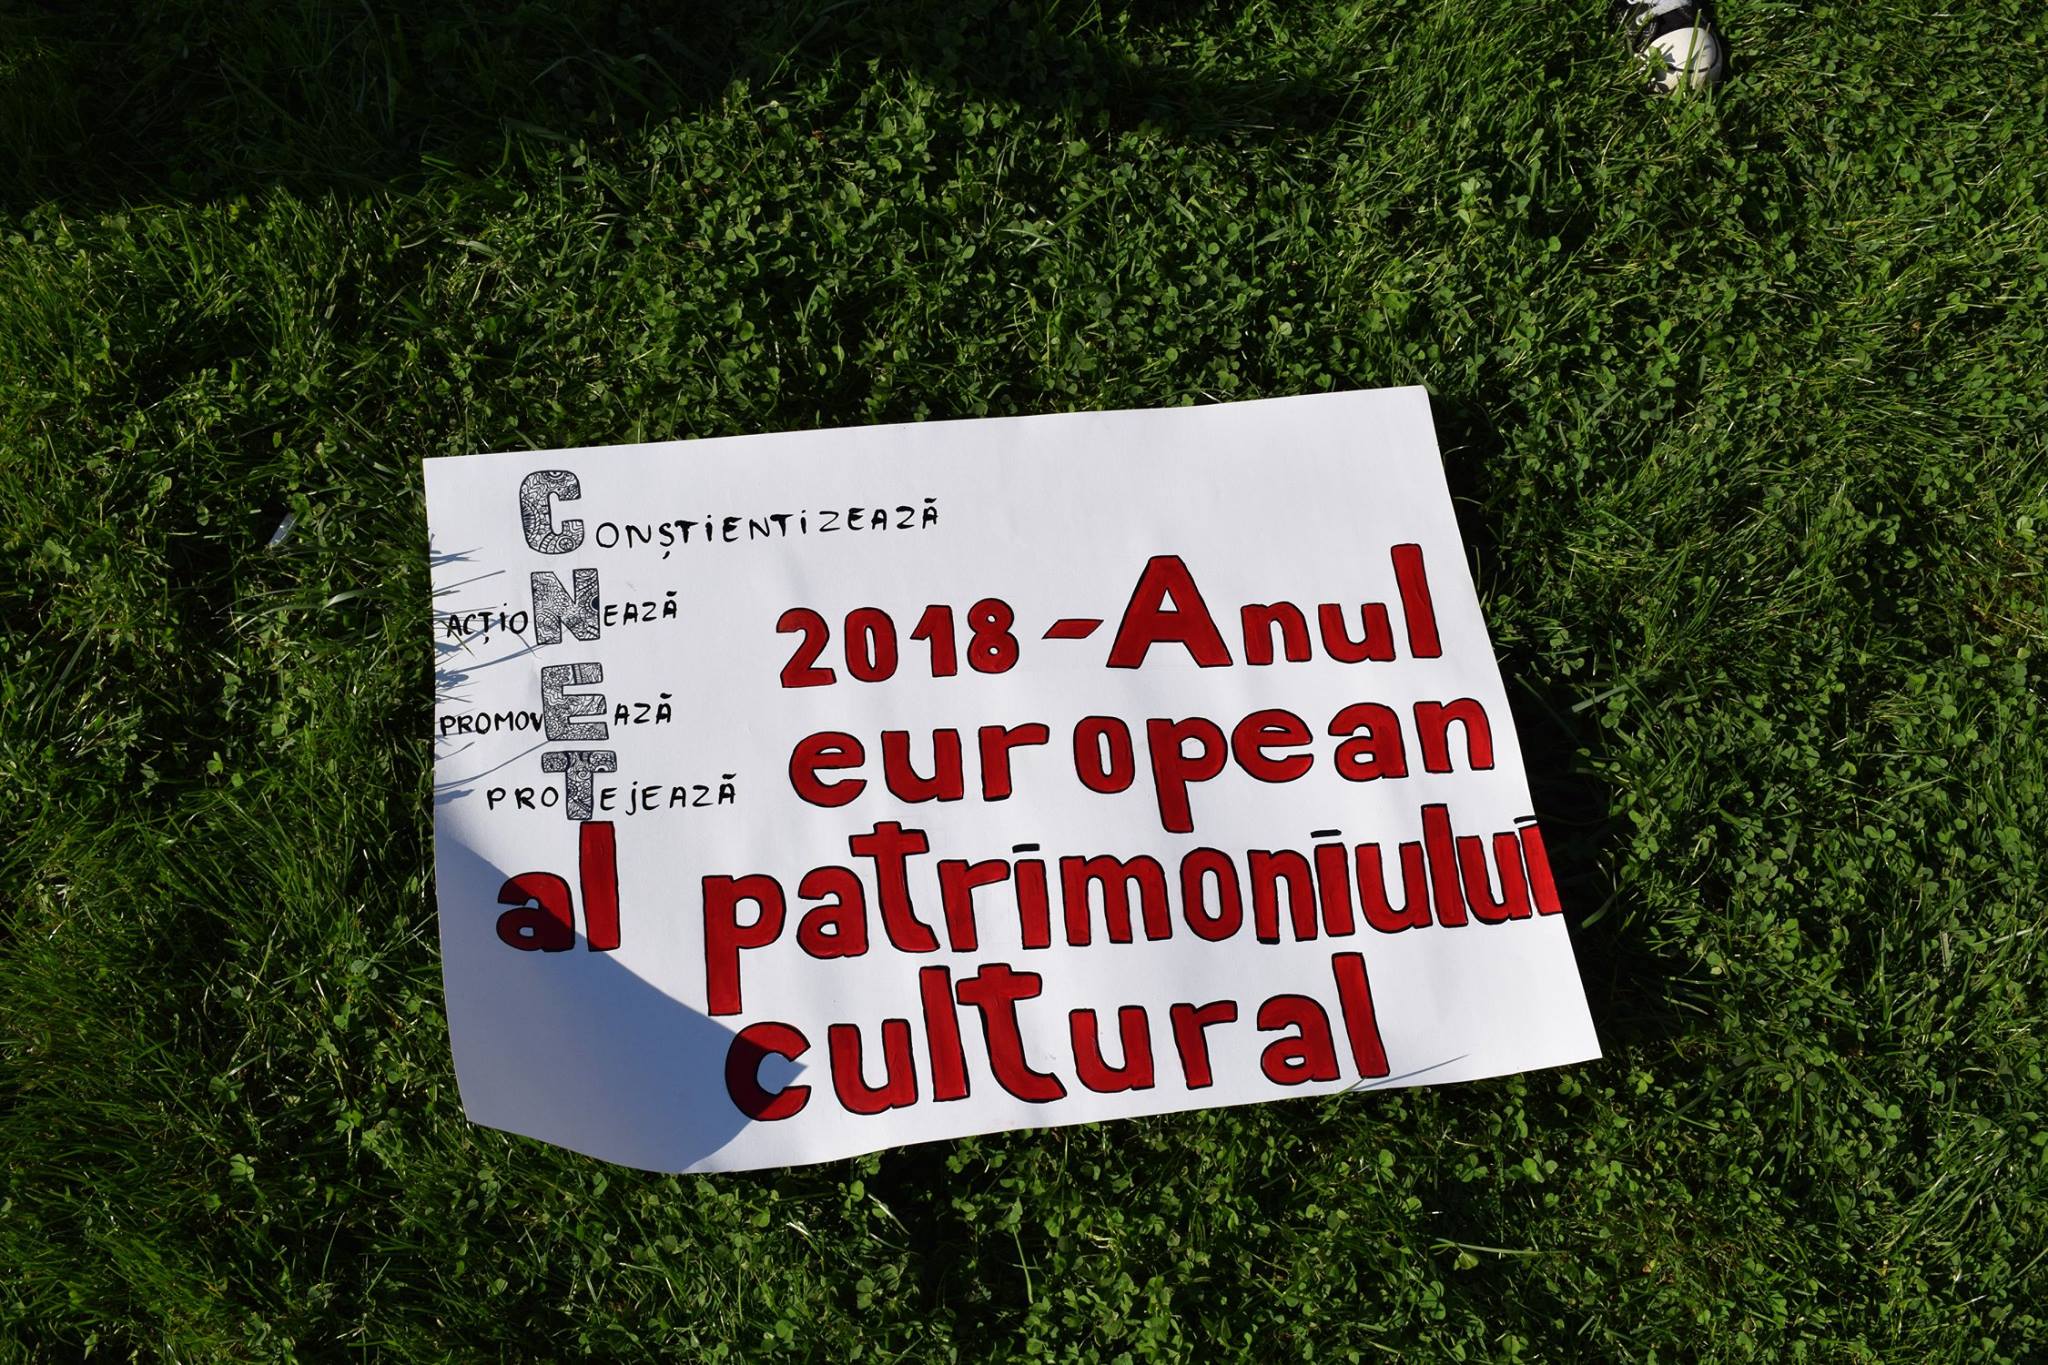 CONȘTIENTIZEAZĂ
ACȚIONEAZĂ
PROMOVEAZĂ
PROTEJEAZĂ
2018-Anul
european
al patrimoniului
cultural